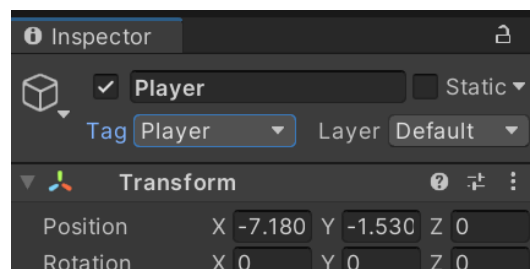 Inspector
Player Static
Tag Player Layer Default
Transform
Position X -7.180 Y -1.530 Z 0
Rotation X 0 Y 0 Z 0